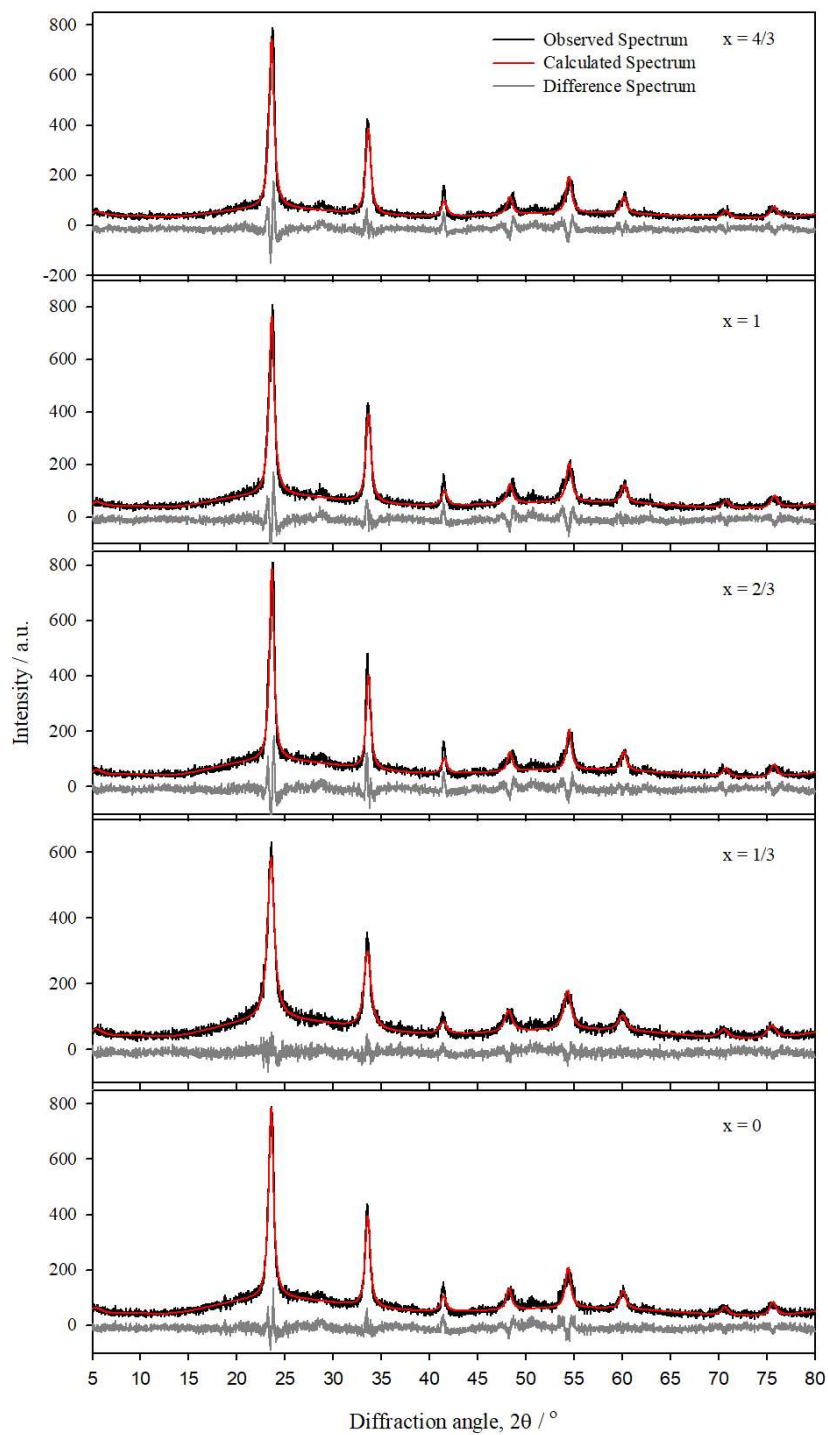 800
600
400
200
0
-200
Observed Spectrum
Calculated Spectrum
Difference Spectrum
x = 4/3
800
600
400
200
0
x = 1
800
600
400
200
0
x = 2/3
Intensity / a.u.
600
400
200
0
x = 1/3
800
600
400
200
0
x = 0
5 10 15 20 25 30 35 40 45 50 55 60 65 70 75 80
Diffraction angle, 2θ / °